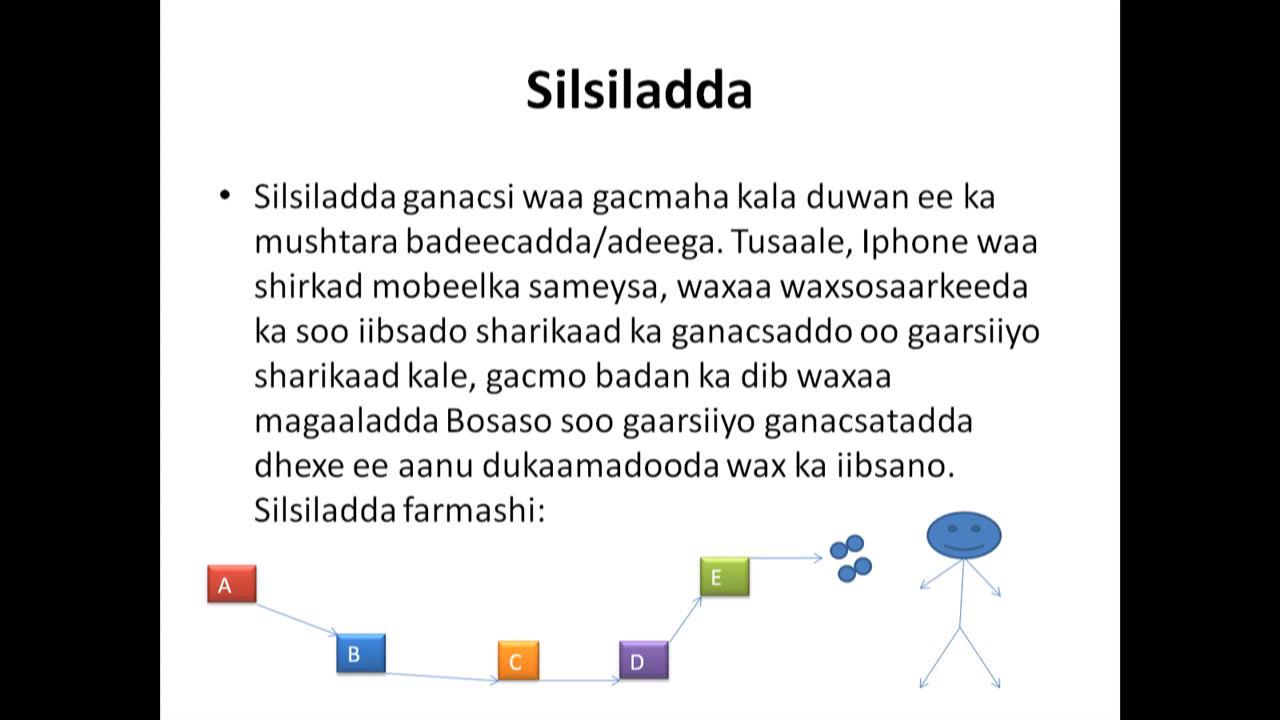 Silsiladda
• Silsiladda ganacsi waa gacmaha kala duwan ee ka
mushtara badeecadda/adeega. Tusaale, Iphone waa
shirkad mobeelka sameysa, waxaa waxsosaarkeeda
ka soo iibsado sharikaad ka ganacsaddo oo gaarsiiyo
sharikaad kale, gacmo badan ka dib waxaa
magaaladda Bosaso soo gaarsiiyo ganacsatadda
dhexe ee aanu dukaamadooda wax ka iibsano.
Silsiladda farmashi:
A
B
C
D
E